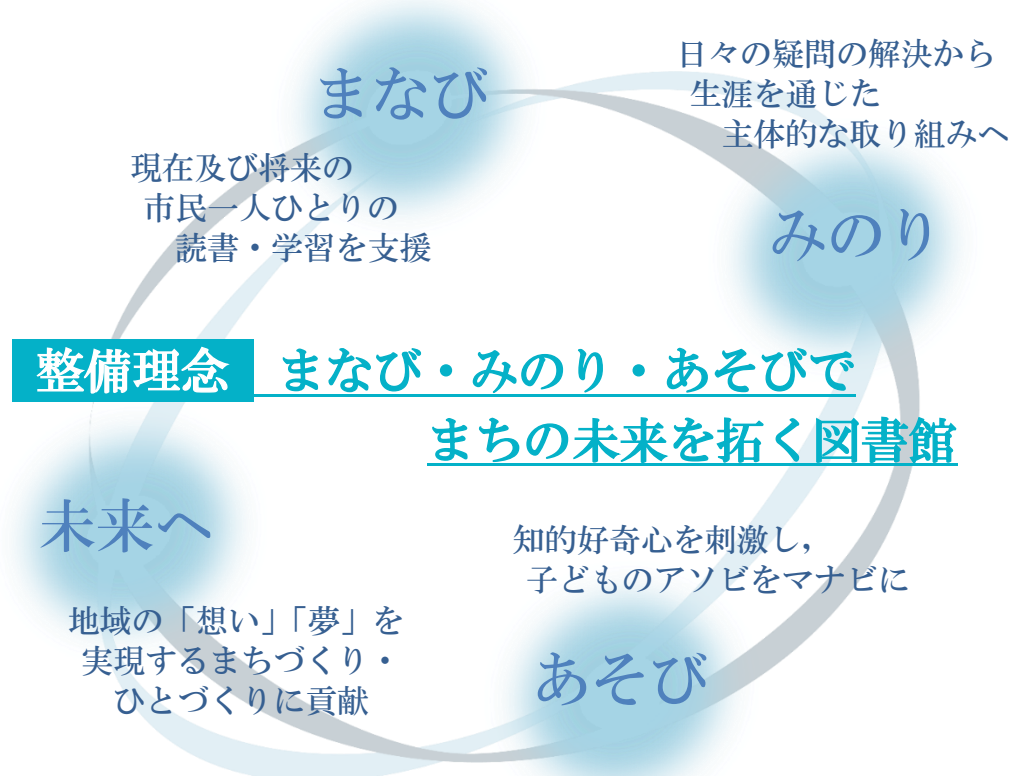 まなび
現在及び将来の
市民一人ひとりの
読書・学習を支援
日々の疑問の解決から
生涯を通じた
主体的な取り組みへ
みのり
整備理念 まなび・みのり・あそびで
まちの未来を拓く図書館
未来へ
地域の「想い」「夢」を
実現するまちづくり・
ひとづくりに貢献
知的好奇心を刺激し，
子どものアソビをマナビに
あそび